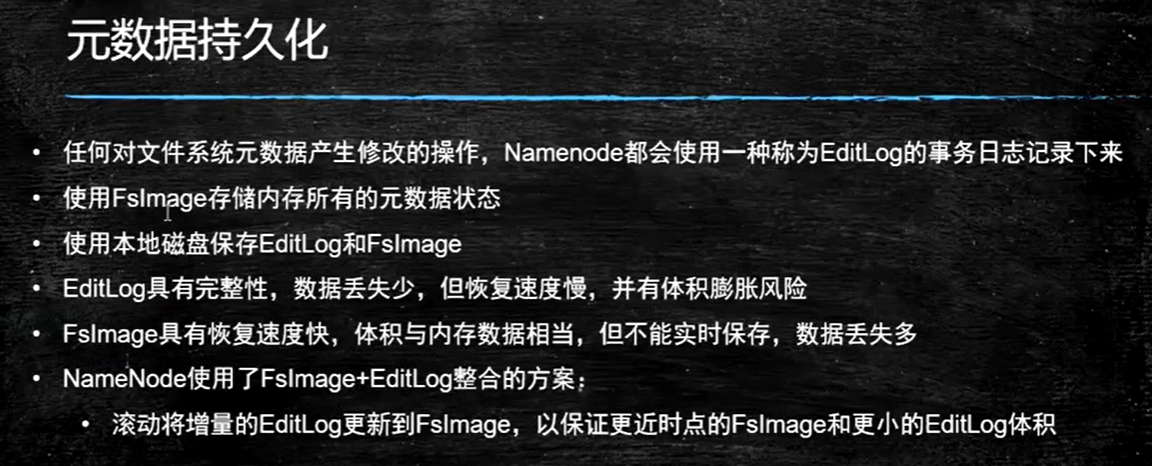 元数据持久化
• 任何对文件系统元数据产生修改的操作，Namenode都会使用一种称为EditLog的事务日志记录下来
• 使用FsImage存储内存所有的元数据状态
• 使用本地磁盘保存EditLog和FsImage
• EditLog具有完整性，数据丢失少，但恢复速度慢，并有体积膨胀风险
• FsImage具有恢复速度快，体积与内存数据相当，但不能实时保存，数据丢失多
• NameNode使用了FsImage+EditLog整合的方案：
• 滚动将增量的EditLog更新到FsImage，以保证更近时点的FsImage和更小的EditLog体积